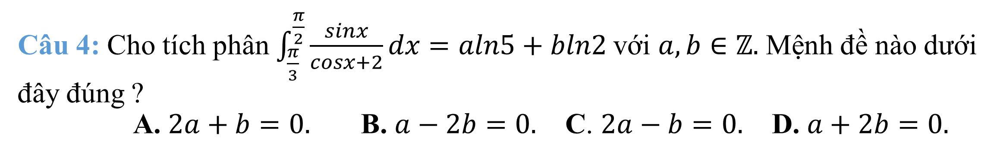 Câu 4: Cho tích phân $\int_{\frac{\pi}{3}}^{\frac{\pi}{2}} \frac{sinx}{cosx+2} dx = aln5 + bln2$ với $a, b \in \mathbb{Z}$. Mệnh đề nào dưới
đây đúng ?
A. $2a + b = 0$. B. $a - 2b = 0$. C. $2a - b = 0$. D. $a + 2b = 0$.